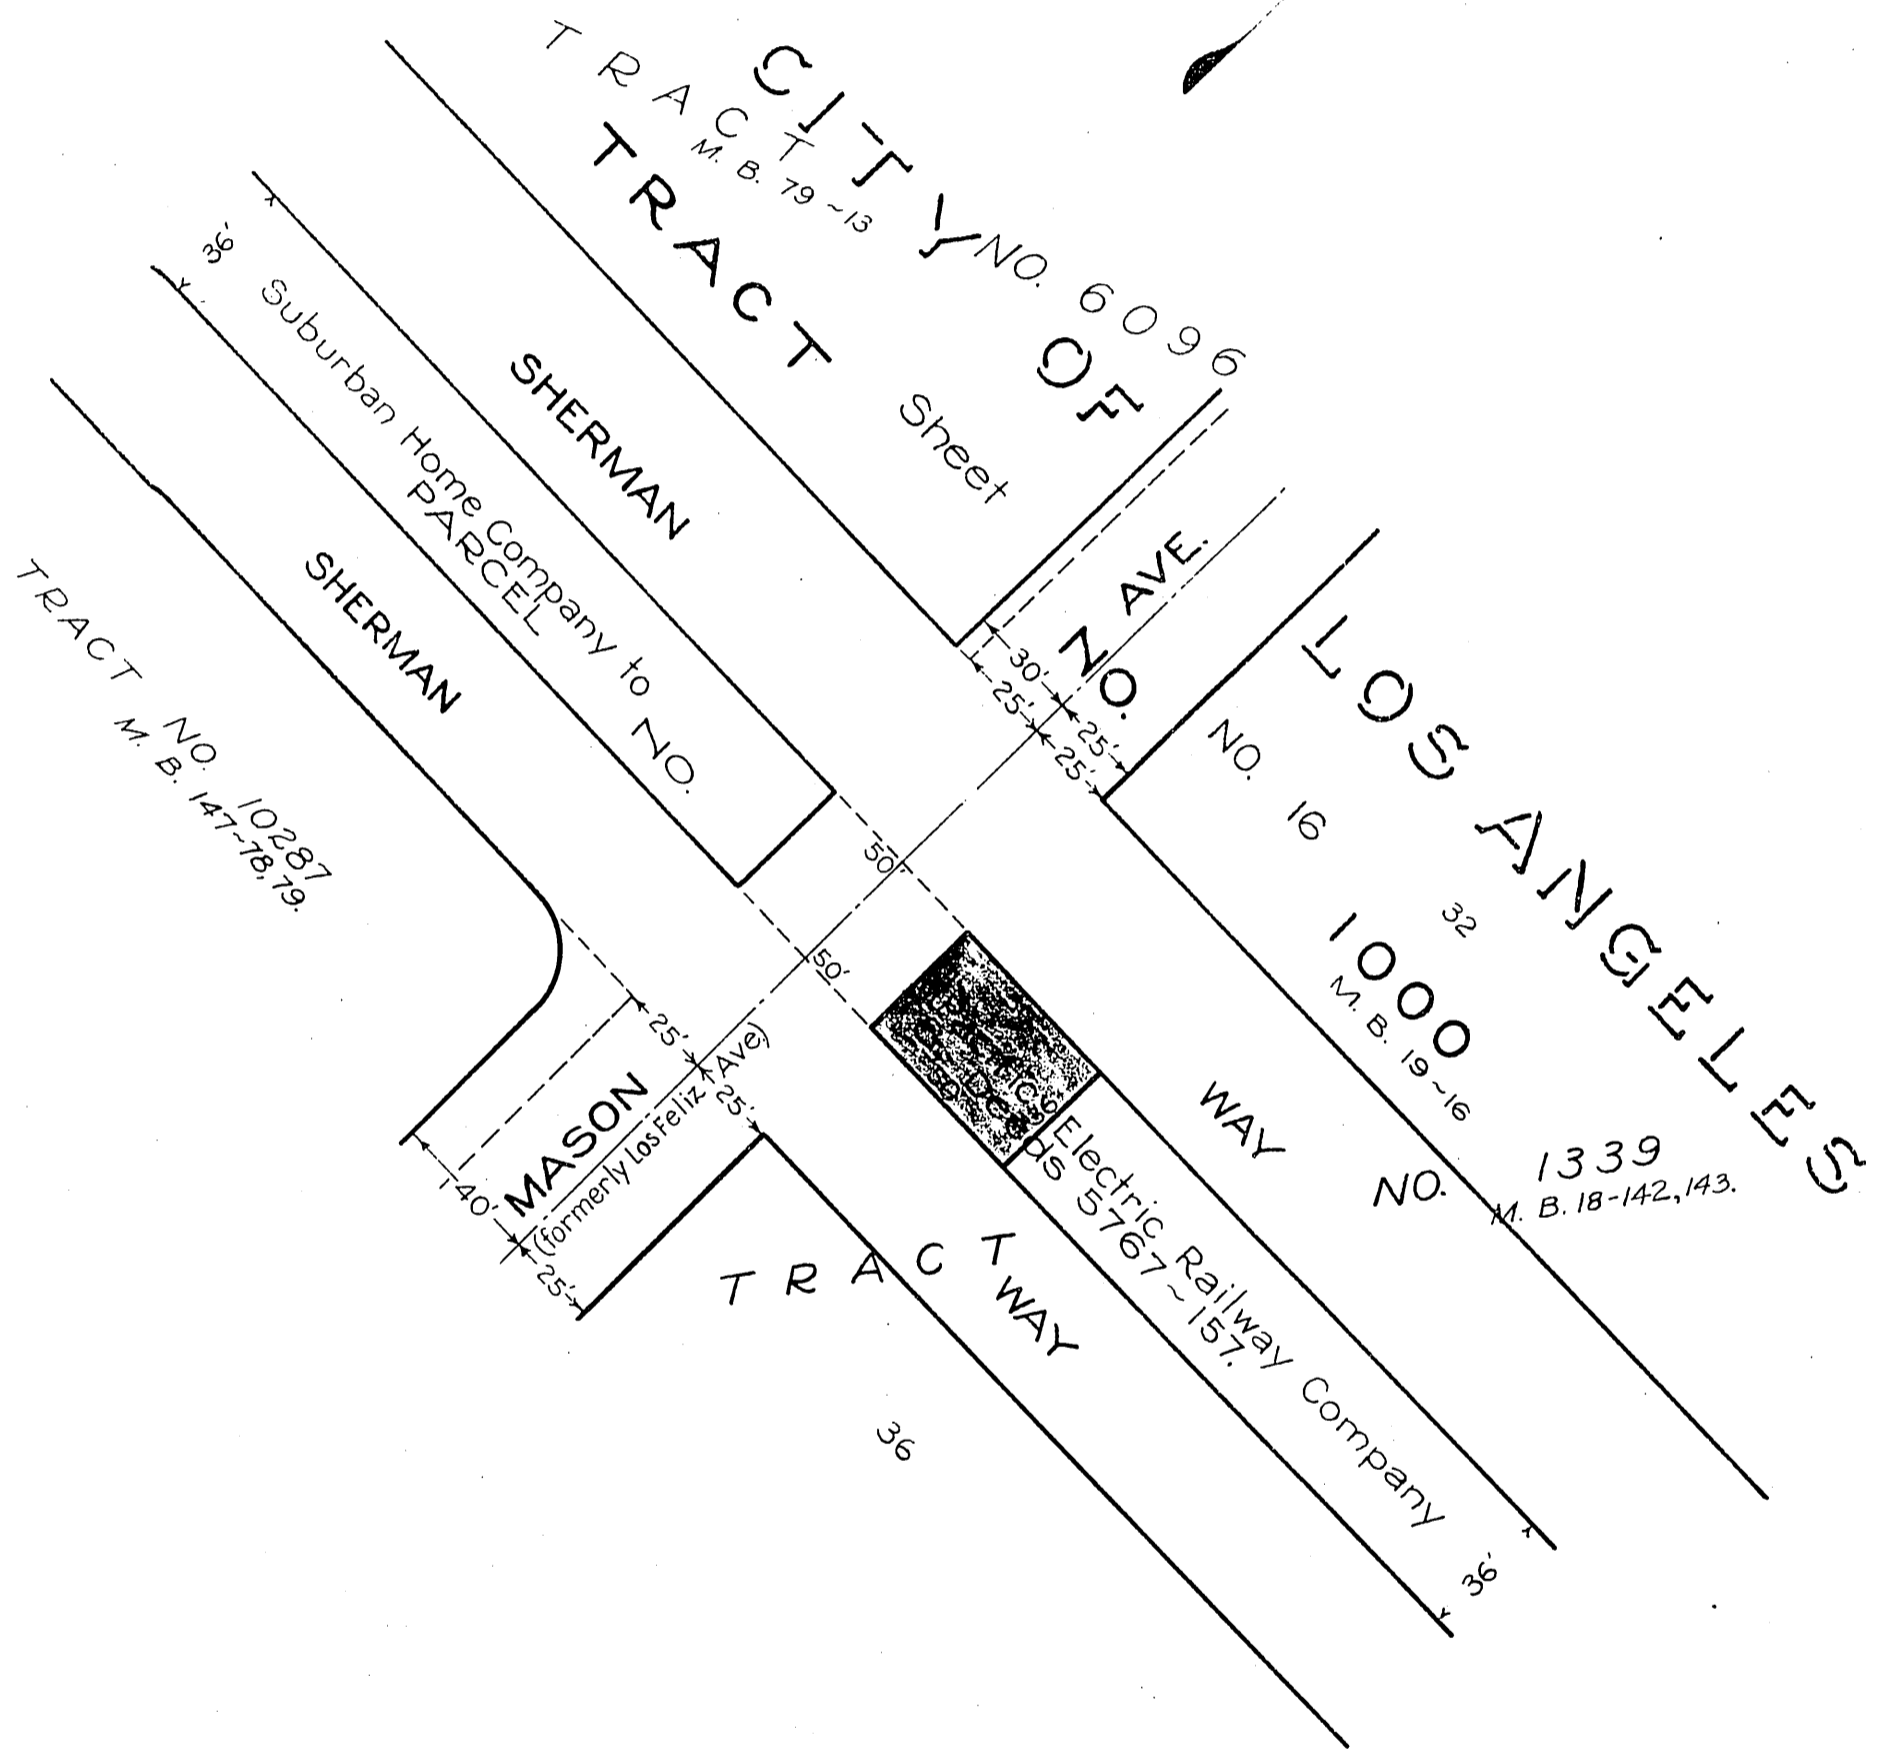 CITY OF LOS ANGELES
TRACT NO. 6096
M. B. 79~13
TRACT NO. 1000
Sheet NO. 16
M. B. 19~16
32
SHERMAN WAY
36'
Suburban Home Company to
Electric Railway Company
PARCEL NO.
ds 5767~157.
36'
SHERMAN WAY
TRACT NO. 10287
M. B. 147~78,79.
AVE.
30'
25'
25'
25'
50'
50'
25'
25'
MASON
(formerly Los Feliz Ave)
40'
25'
TRACT NO. 1339
M. B. 18-142,143.
36
36'